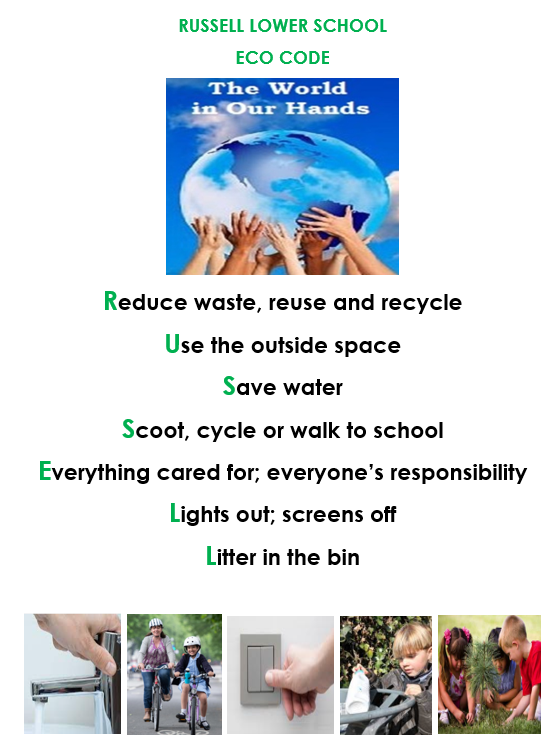 RUSSELL LOWER SCHOOL
ECO CODE
The World
in Our Hands
Reduce waste, reuse and recycle
Use the outside space
Save water
Scoot, cycle or walk to school
Everything cared for; everyone’s responsibility
Lights out; screens off
Litter in the bin